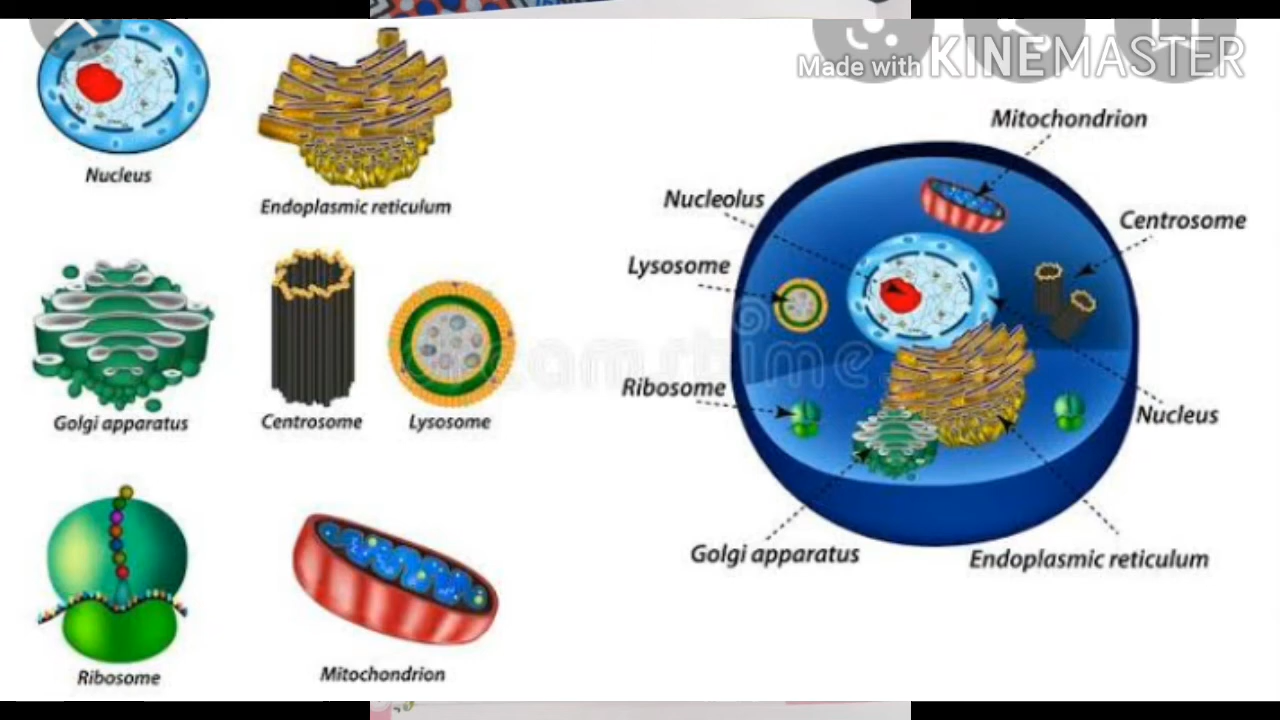 Made with KINEMASTER
Nucleus
Endoplasmic reticulum
Golgi apparatus
Centrosome
Lysosome
Ribosome
Mitochondrion
Mitochondrion
Nucleolus
Centrosome
Lysosome
dreamstime
Ribosome
Nucleus
Golgi apparatus
Endoplasmic reticulum